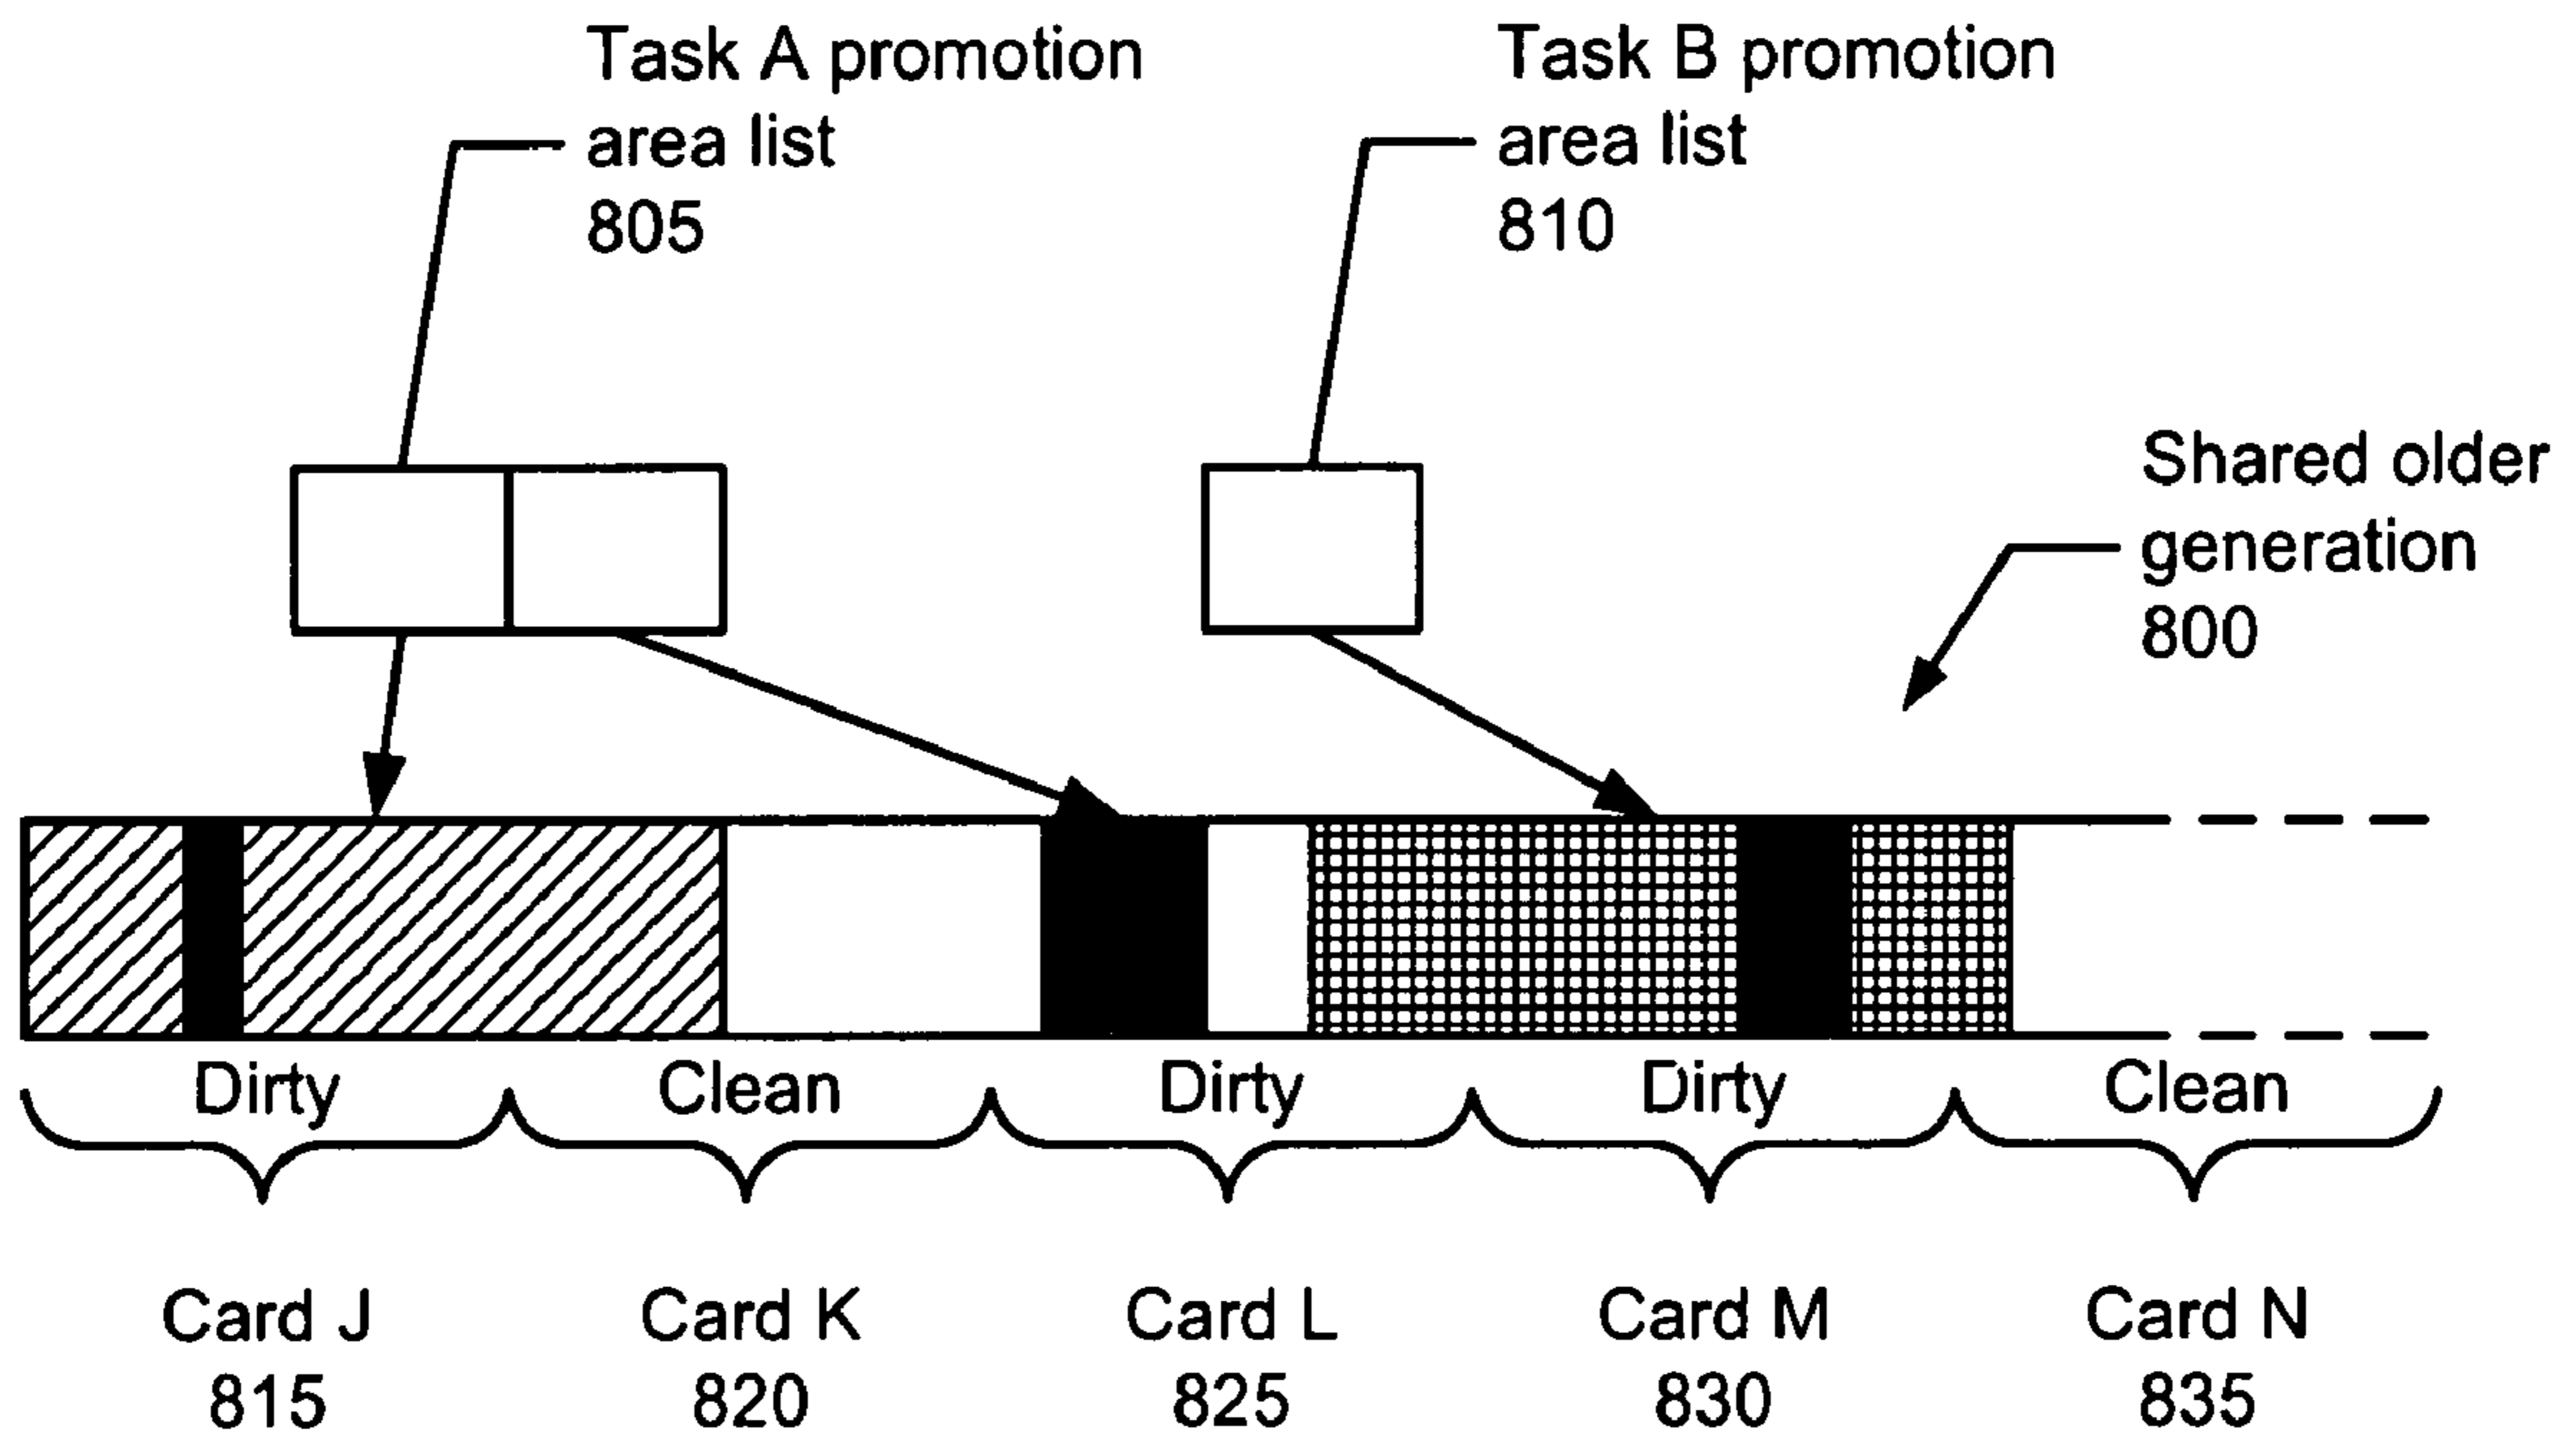 Task A promotion
area list
805
Task B promotion
area list
810
Shared older
generation
800
Dirty
Clean
Dirty
Dirty
Clean
Card J
815
Card K
820
Card L
825
Card M
830
Card N
835